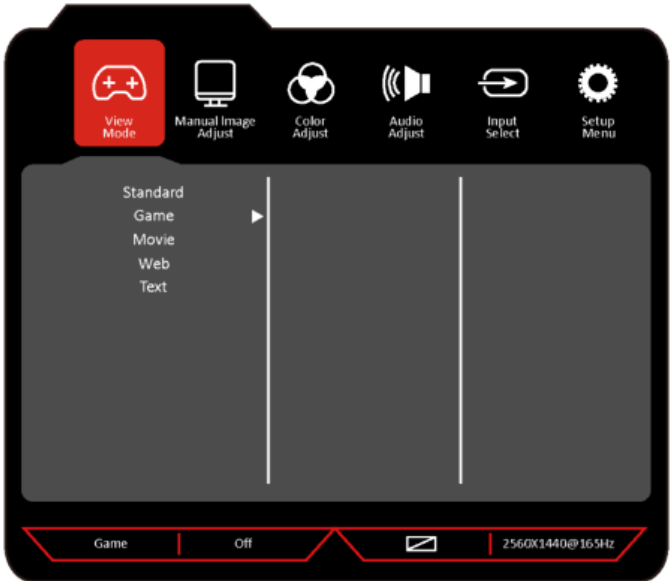 View
Mode
Manual Image
Adjust
Color
Adjust
Audio
Adjust
Input
Select
Setup
Menu
Standard
Game
Movie
Web
Text
Game
Off
2560X1440@165Hz